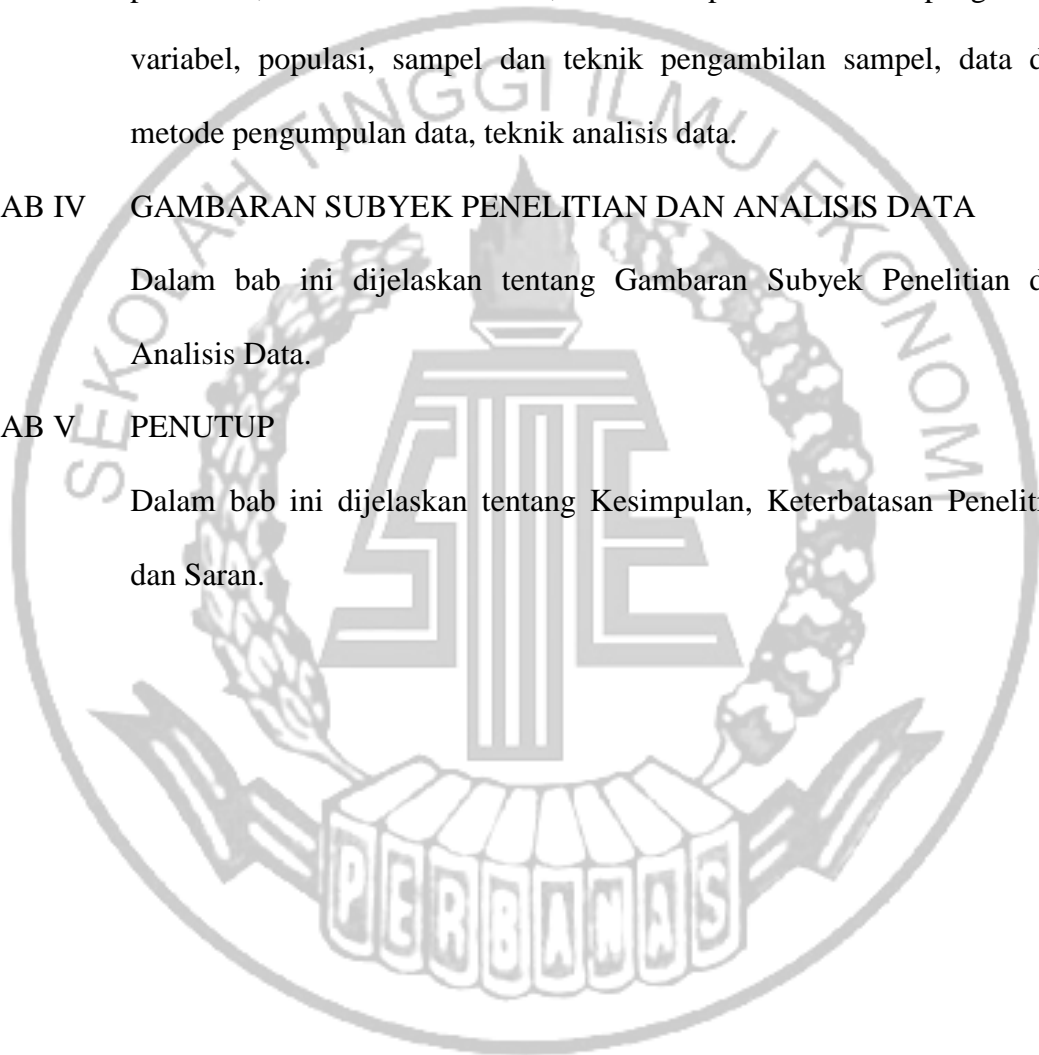 variabel, populasi, sampel dan teknik pengambilan sampel, data d
metode pengumpulan data, teknik analisis data.
AB IV GAMBARAN SUBYEK PENELITIAN DAN ANALISIS DATA
Dalam bab ini dijelaskan tentang Gambaran Subyek Penelitian d
Analisis Data.
AB V PENUTUP
Dalam bab ini dijelaskan tentang Kesimpulan, Keterbatasan Peneliti
dan Saran.
SEKOLAH TINGGI ILMU EKONOM
PERBANAS